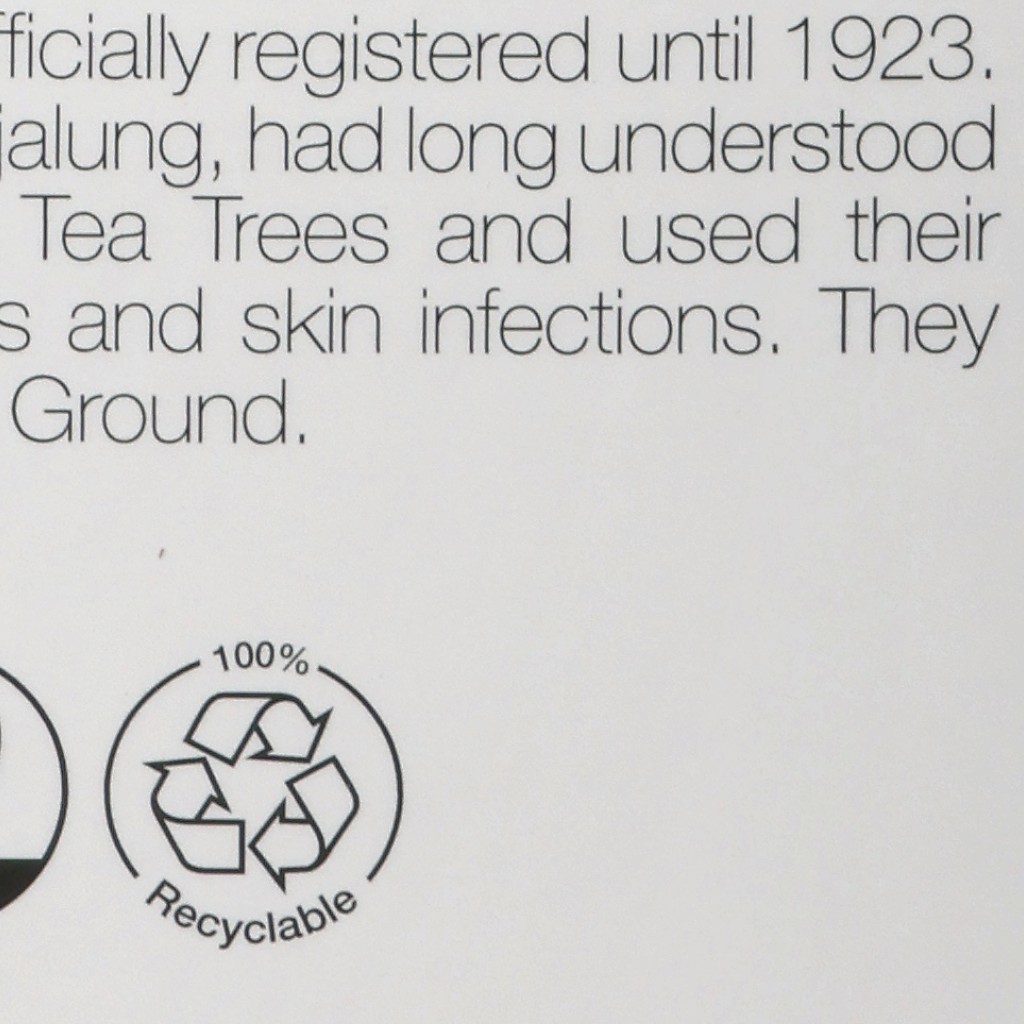 fficially registered until 1923.
jalung, had long understood
Tea Trees and used their
s and skin infections. They
Ground.
100%
Recyclable